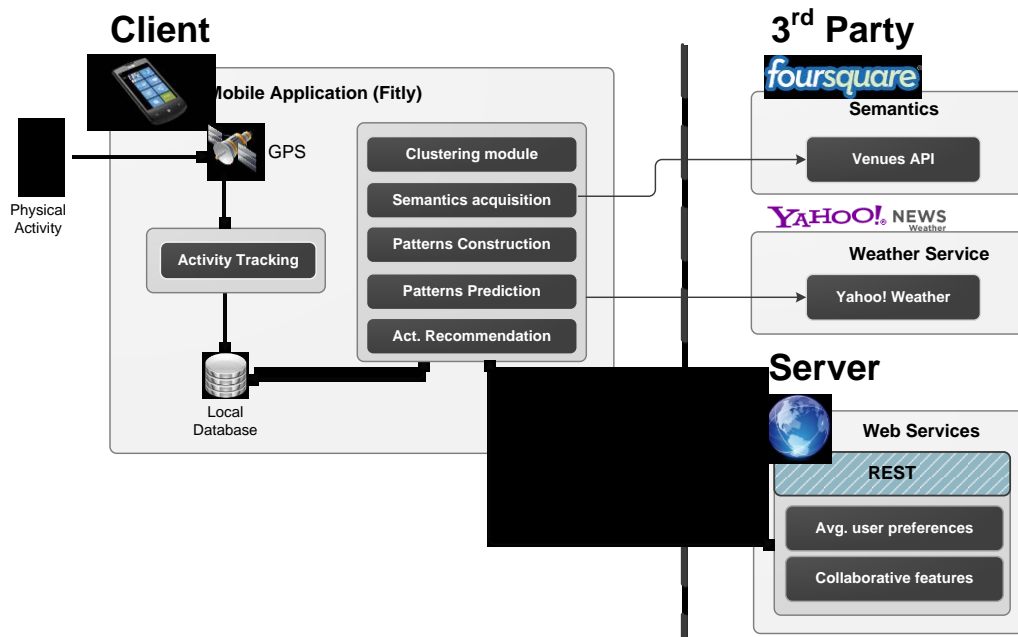 Client
3rd Party
foursquare®
Mobile Application (Fitly)
Semantics
GPS
Clustering module
Venues API
Semantics acquisition
Physical
Activity
YAHOO!® NEWS
Weather
Patterns Construction
Weather Service
Activity Tracking
Patterns Prediction
Yahoo! Weather
Act. Recommendation
Server
Local
Database
Web Services
REST
Avg. user preferences
Collaborative features